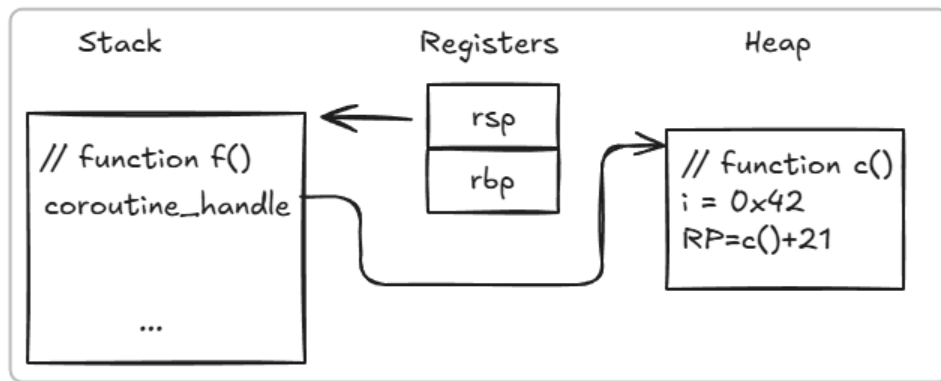 Stack
Registers
Heap
// function f()
coroutine_handle
...
rsp
rbp
// function c()
i = 0x42
RP=c()+21